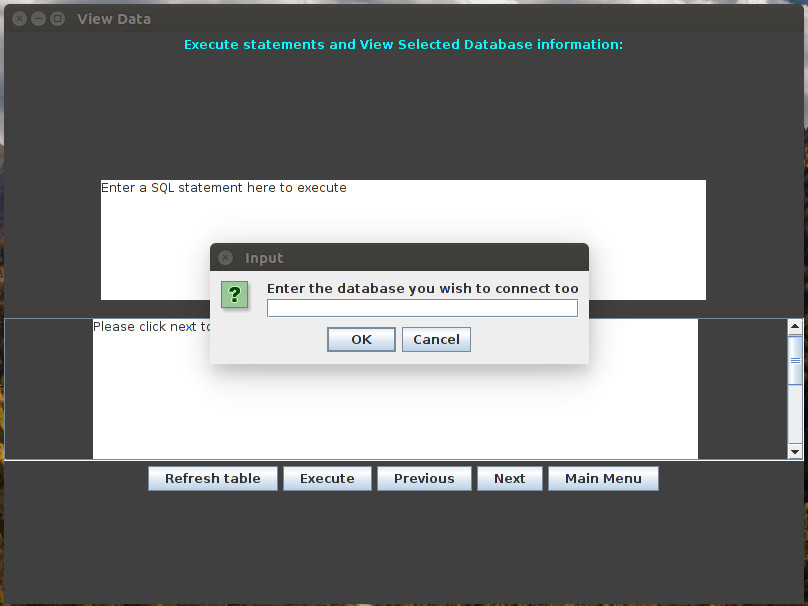 View Data
Execute statements and View Selected Database information:
Enter a SQL statement here to execute
Input
?
Enter the database you wish to connect too
OK Cancel
Please click next to
Refresh table Execute Previous Next Main Menu